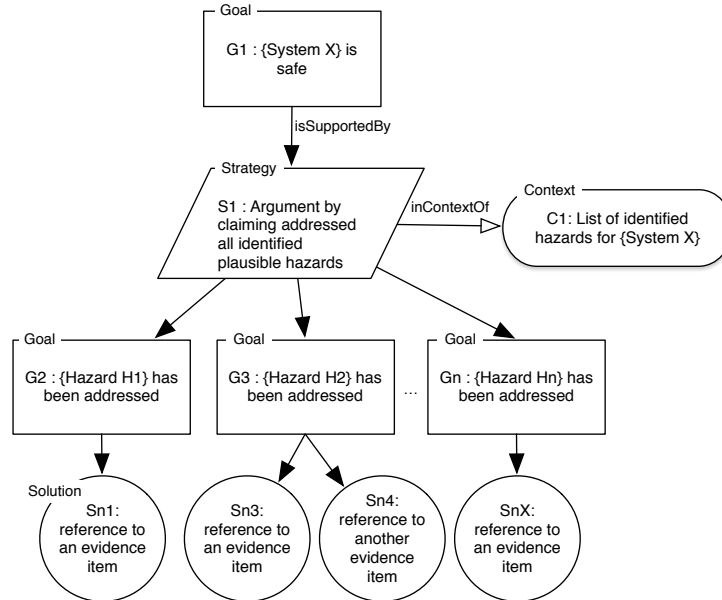 Goal
G1 : {System X} is
safe
isSupportedBy
Strategy
S1 : Argument by
claiming addressed
all identified
plausible hazards
inContextOf
Context
C1: List of identified
hazards for {System X}
Goal
G2 : {Hazard H1} has
been addressed
Goal
G3 : {Hazard H2} has
been addressed
...
Goal
Gn : {Hazard Hn} has
been addressed
Solution
Sn1:
reference to
an evidence
item
Sn3:
reference to
an evidence
item
Sn4:
reference to
another
evidence
item
SnX:
reference to
an evidence
item